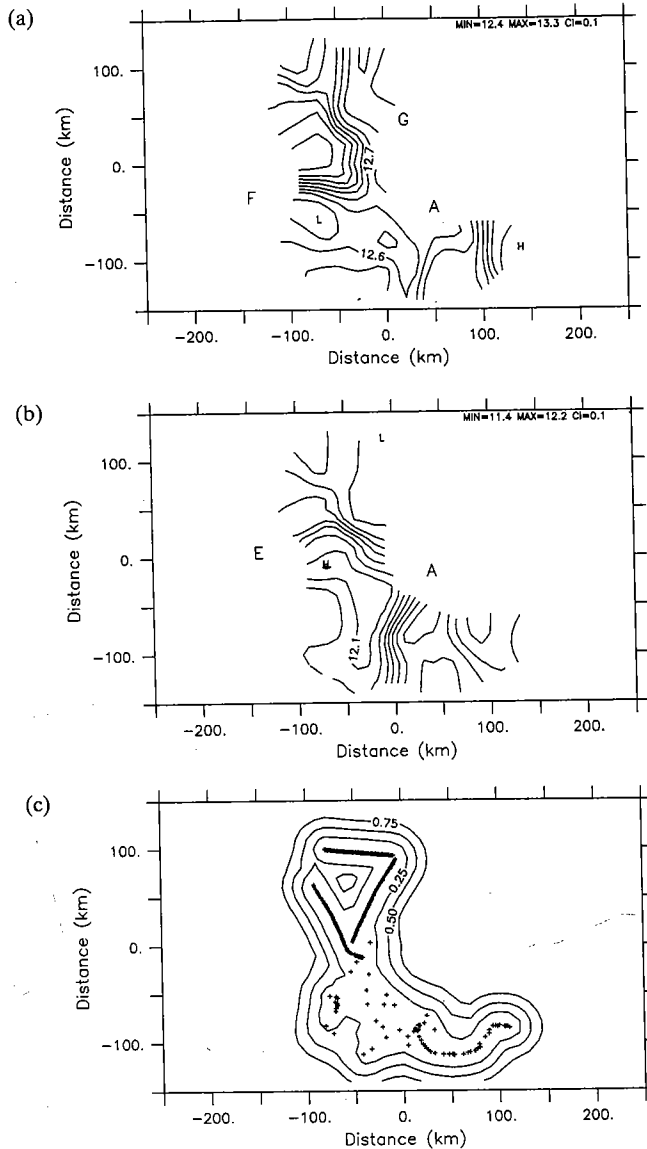 (a)
MIN=12.4 MAX=13.3 CI=0.1
100.
0.
-100.
Distance (km)
G
12.7
F
L
A
H
12.6
-200.
-100.
0.
100.
200.
Distance (km)
(b)
MIN=11.4 MAX=12.2 CI=0.1
L
100.
0.
-100.
Distance (km)
E
H
A
12.1
-200.
-100.
0.
100.
200.
Distance (km)
(c)
0.75
100.
0.
-100.
Distance (km)
0.25
0.50
-200.
-100.
0.
100.
200.
Distance (km)